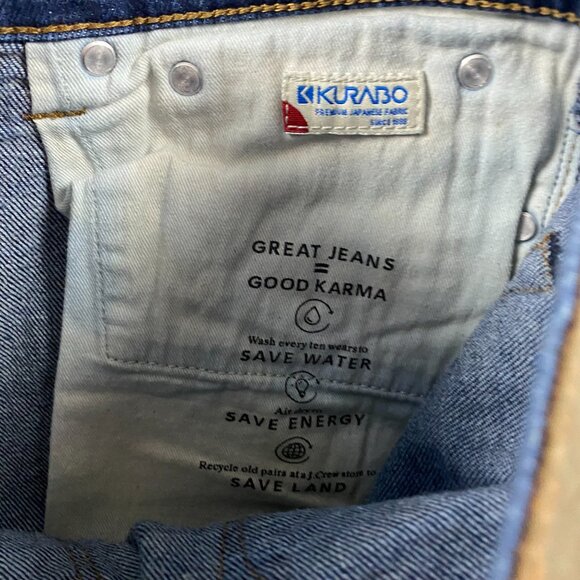 KURABO
PREMIUM JAPANESE FABRIC
SINCE 1888
GREAT JEANS
=
GOOD KARMA
Wash every ten wears to
SAVE WATER
Air
SAVE ENERGY
Recycle old pairs at a J.Crew store to
SAVE LAND